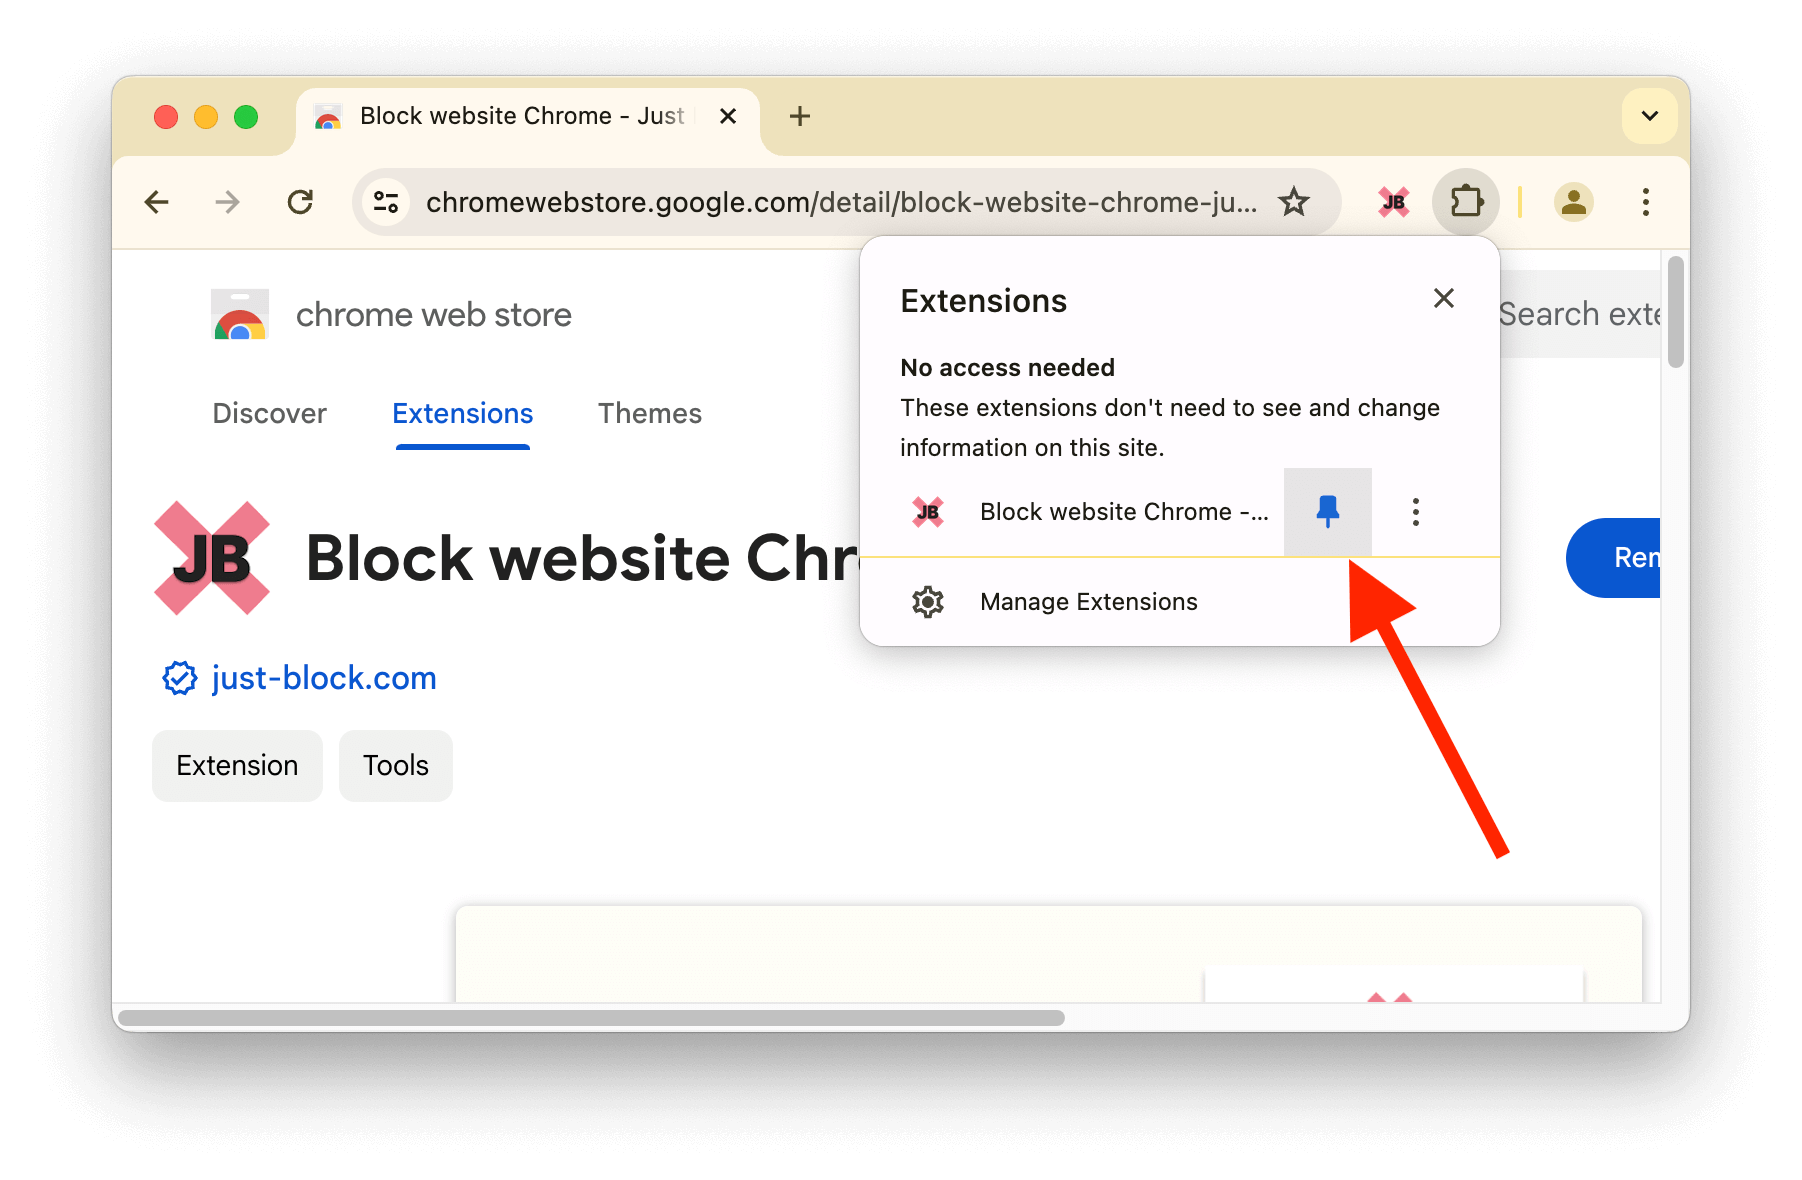 Block website Chrome - Just
chromewebstore.google.com/detail/block-website-chrome-ju...
JB
chrome web store
Search exte
Discover
Extensions
Themes
Extensions
No access needed
These extensions don't need to see and change
information on this site.
JB
Block website Chrome -...
Manage Extensions
JB
Block website Chr
Rem
just-block.com
Extension
Tools